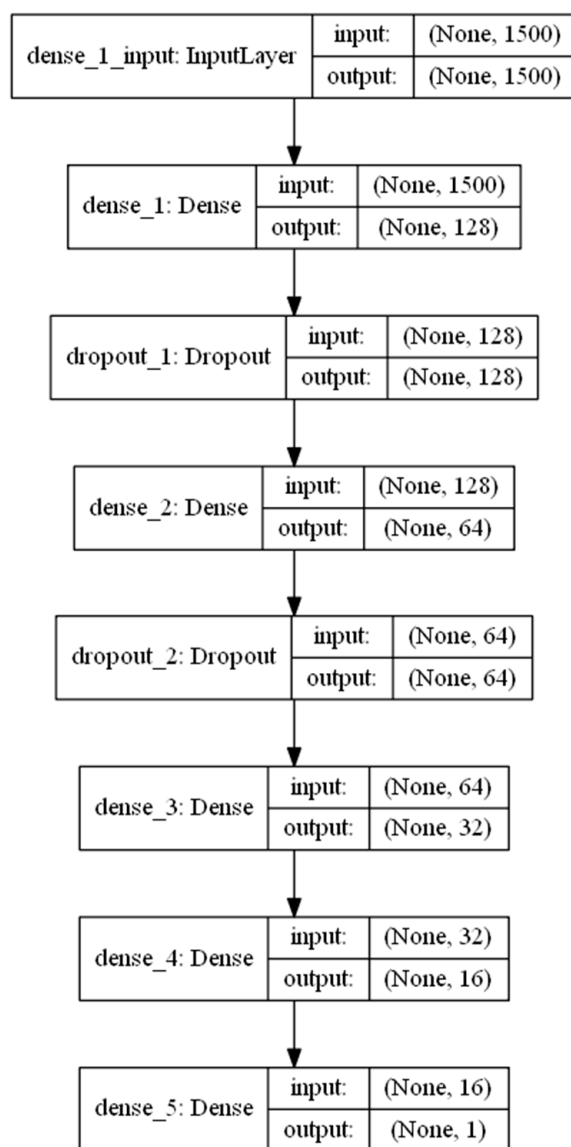 dense_1_input: InputLayer
input: (None, 1500)
output: (None, 1500)
dense_1: Dense
input: (None, 1500)
output: (None, 128)
dropout_1: Dropout
input: (None, 128)
output: (None, 128)
dense_2: Dense
input: (None, 128)
output: (None, 64)
dropout_2: Dropout
input: (None, 64)
output: (None, 64)
dense_3: Dense
input: (None, 64)
output: (None, 32)
dense_4: Dense
input: (None, 32)
output: (None, 16)
dense_5: Dense
input: (None, 16)
output: (None, 1)